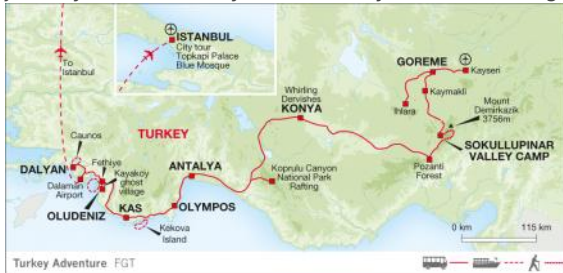 ISTANBUL
City tour
Topkapi Palace
Blue Mosque
To
Istanbul
GOREME
Kayseri
Kaymakli
Ihlara
Mount
Demirkazik
3756m
Whirling
Dervishes
KONYA
TURKEY
SOKULLUPINAR
VALLEY CAMP
Caunos
DALYAN
Fethiye
Kayakoy
ghost
village
Dalaman
Airport
OLUDENIZ
ANTALYA
Koprulu Canyon
National Park
Rafting
Pozanti
Forest
KAS
OLYMPOS
Kekova
Island
0 km
115 km
Turkey Adventure FGT